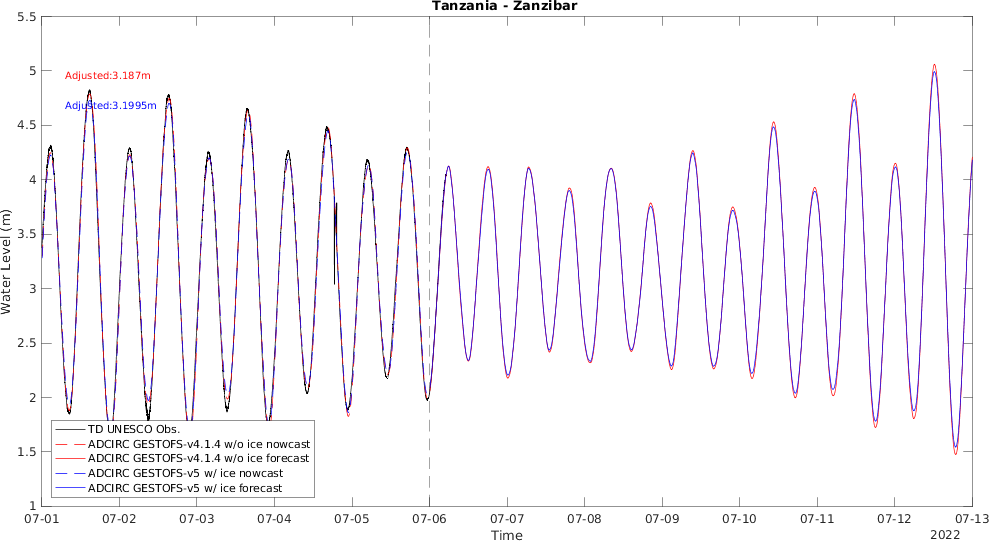 Tanzania - Zanzibar
5.5
5
4.5
4
3.5
3
2.5
2
1.5
1
Water Level (m)
Adjusted:3.187m
Adjusted:3.1995m
TD UNESCO Obs.
ADCIRC GESTOFS-v4.1.4 w/o ice nowcast
ADCIRC GESTOFS-v4.1.4 w/o ice forecast
ADCIRC GESTOFS-v5 w/ ice nowcast
ADCIRC GESTOFS-v5 w/ ice forecast
07-01 07-02 07-03 07-04 07-05 07-06 07-07 07-08 07-09 07-10 07-11 07-12 07-13
Time
2022